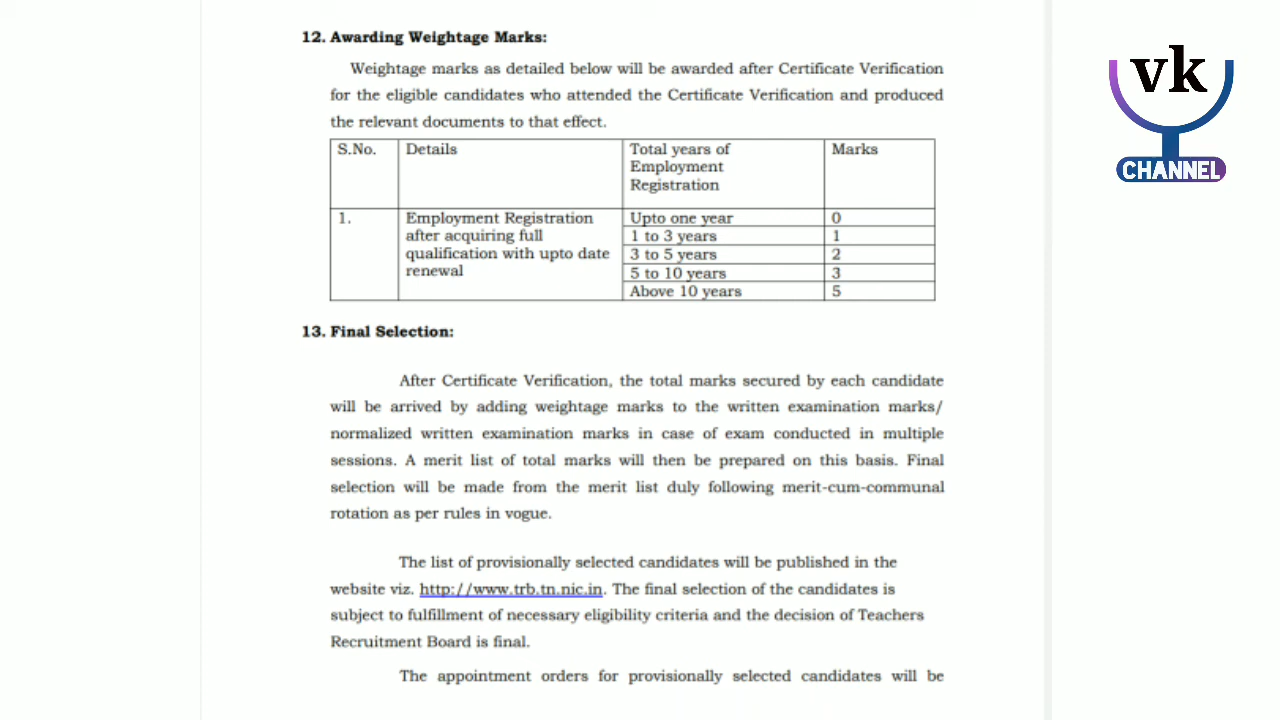 12. Awarding Weightage Marks:
Weightage marks as detailed below will be awarded after Certificate Verification
for the eligible candidates who attended the Certificate Verification and produced
the relevant documents to that effect.
S.No. Details Total years of Employment Registration Marks
1. Employment Registration after acquiring full qualification with upto date renewal
Upto one year 0
1 to 3 years 1
3 to 5 years 2
5 to 10 years 3
Above 10 years 5
13. Final Selection:
After Certificate Verification, the total marks secured by each candidate
will be arrived by adding weightage marks to the written examination marks/
normalized written examination marks in case of exam conducted in multiple
sessions. A merit list of total marks will then be prepared on this basis. Final
selection will be made from the merit list duly following merit-cum-communal
rotation as per rules in vogue.
The list of provisionally selected candidates will be published in the
website viz. http://www.trb.tn.nic.in. The final selection of the candidates is
subject to fulfillment of necessary eligibility criteria and the decision of Teachers
Recruitment Board is final.
The appointment orders for provisionally selected candidates will be
vk
CHANNEL